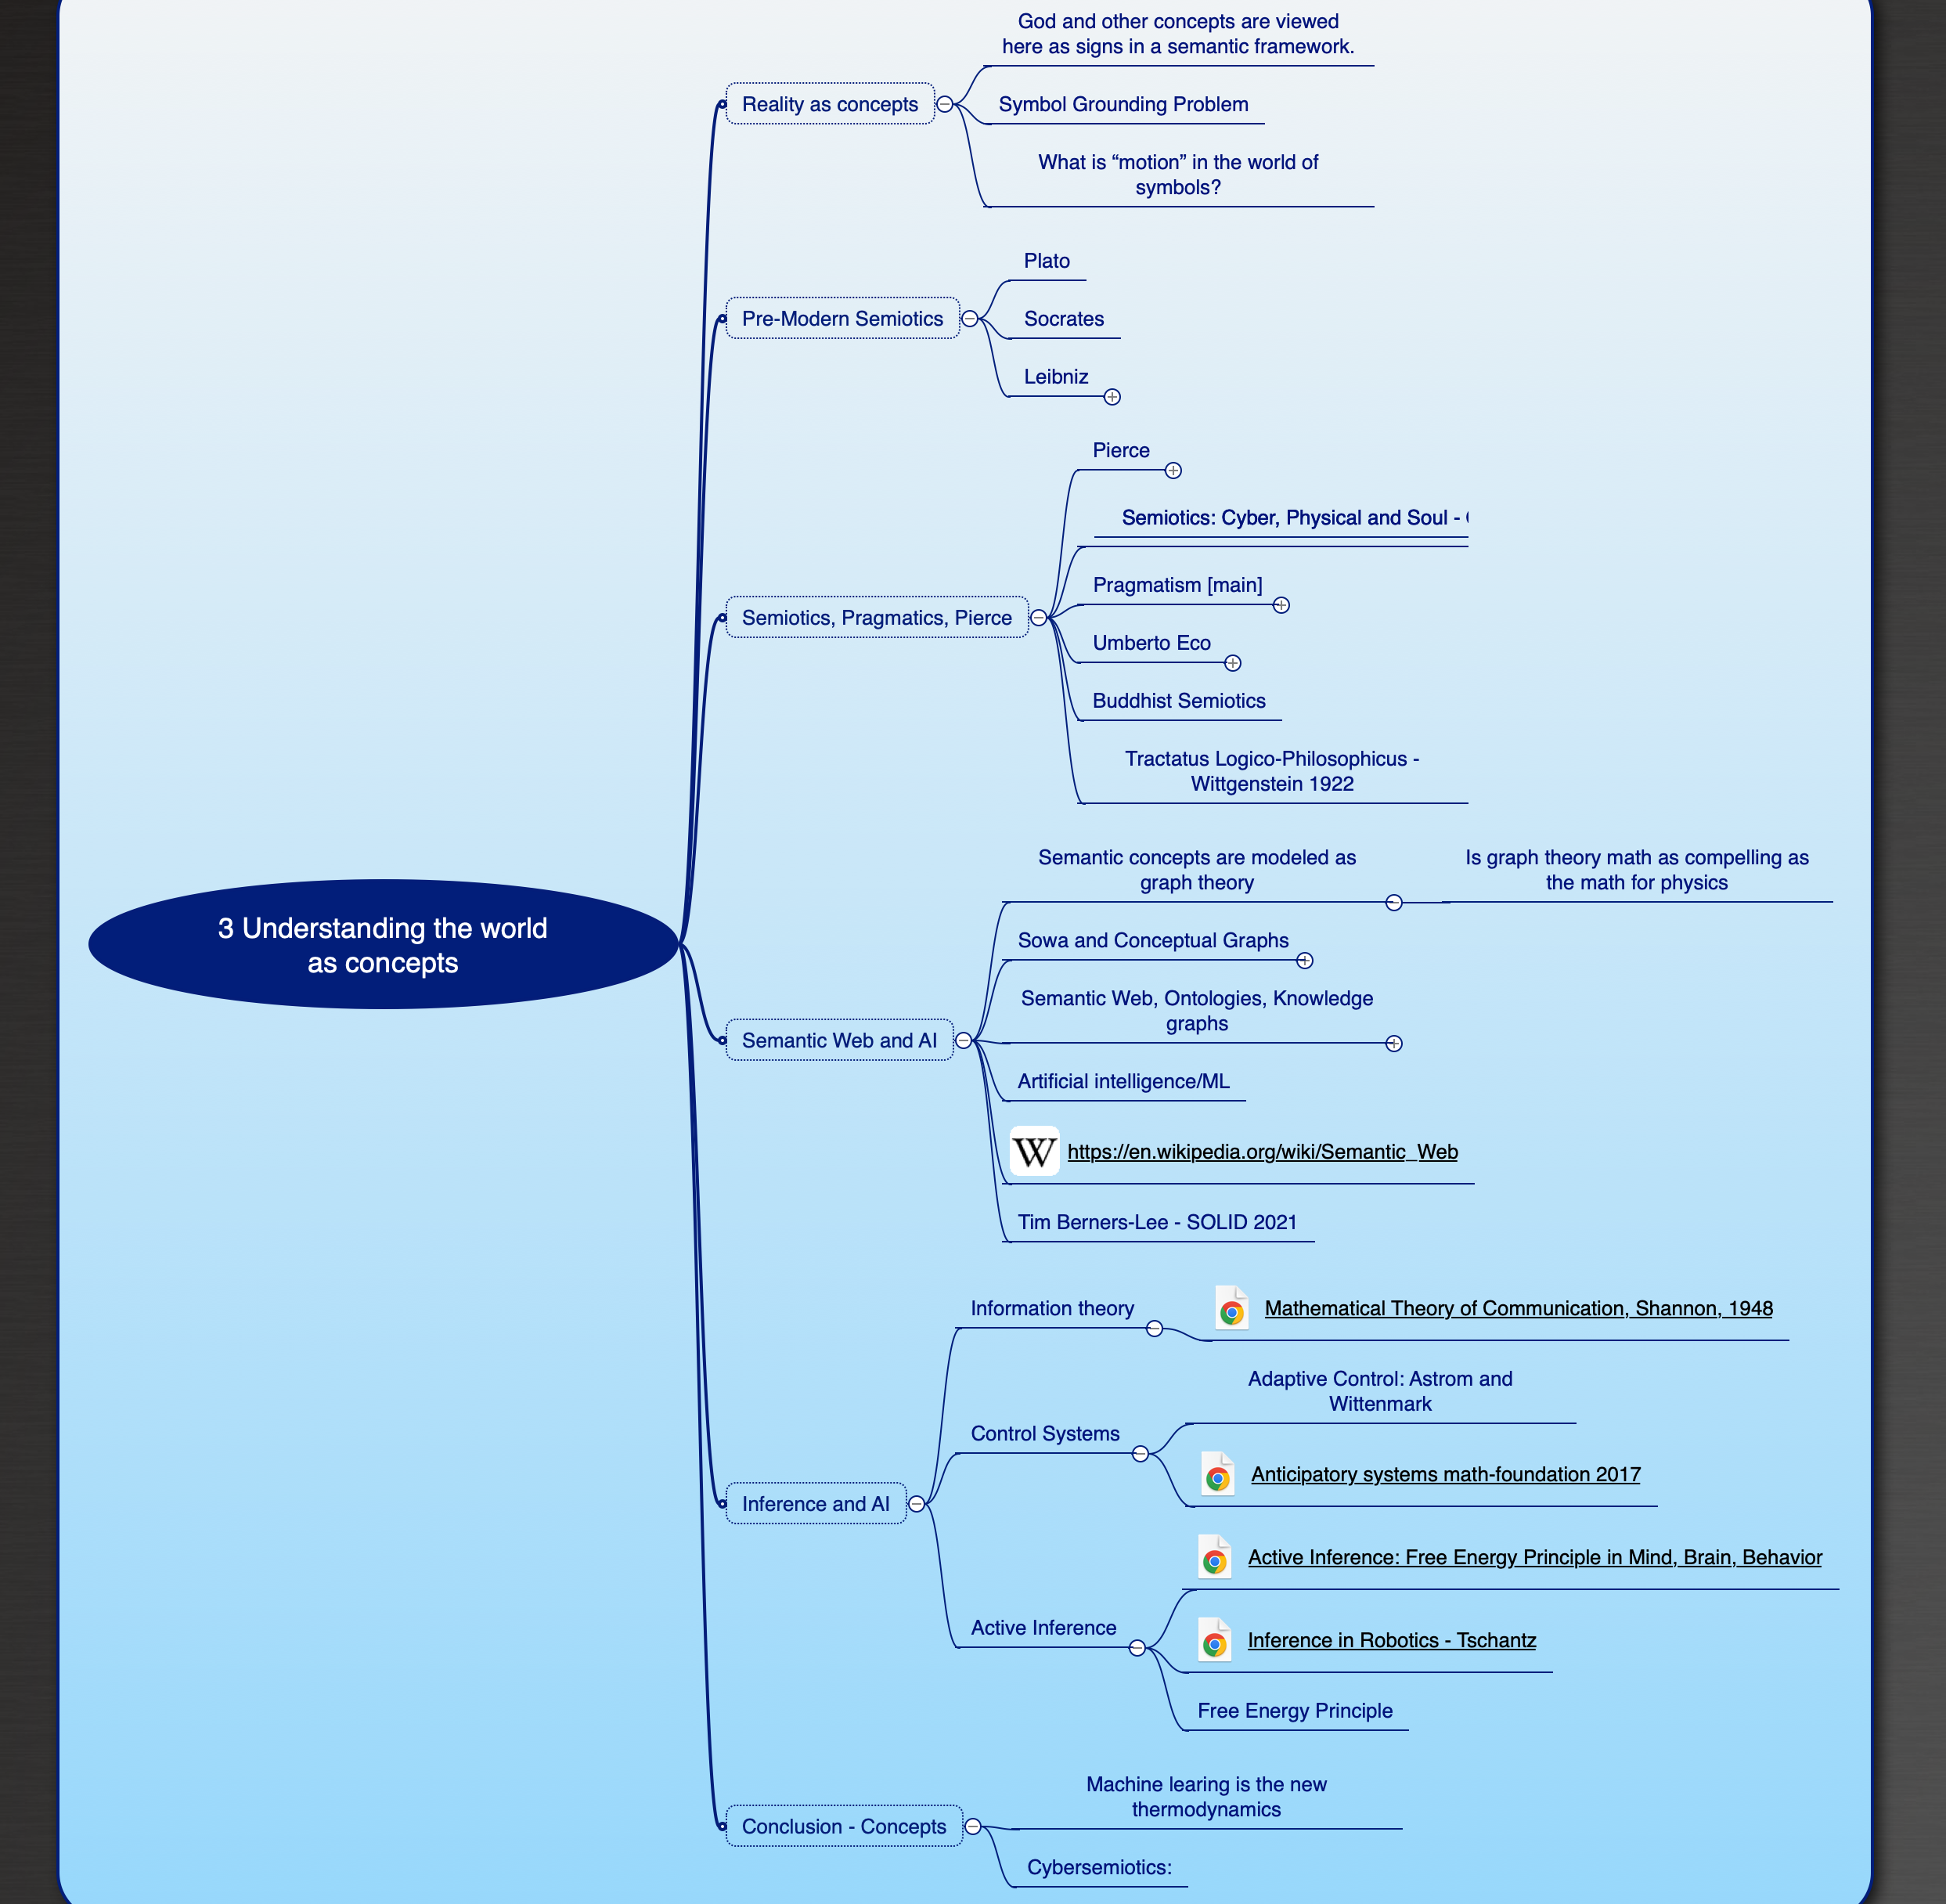 God and other concepts are viewed
here as signs in a semantic framework.
Reality as concepts
Symbol Grounding Problem
What is “motion” in the world of
symbols?
Plato
Pre-Modern Semiotics
Socrates
Leibniz
Pierce
Semiotics: Cyber, Physical and Soul -
Pragmatism [main]
Semiotics, Pragmatics, Pierce
Umberto Eco
Buddhist Semiotics
Tractatus Logico-Philosophicus -
Wittgenstein 1922
3 Understanding the world
as concepts
Semantic concepts are modeled as
graph theory
Is graph theory math as compelling as
the math for physics
Sowa and Conceptual Graphs
Semantic Web, Ontologies, Knowledge
graphs
Semantic Web and AI
Artificial intelligence/ML
W https://en.wikipedia.org/wiki/Semantic_Web
Tim Berners-Lee - SOLID 2021
Information theory
Mathematical Theory of Communication, Shannon, 1948
Adaptive Control: Astrom and
Wittenmark
Control Systems
Anticipatory systems math-foundation 2017
Inference and AI
Active Inference: Free Energy Principle in Mind, Brain, Behavior
Active Inference
Inference in Robotics - Tschantz
Free Energy Principle
Machine learing is the new
thermodynamics
Conclusion - Concepts
Cybersemiotics: